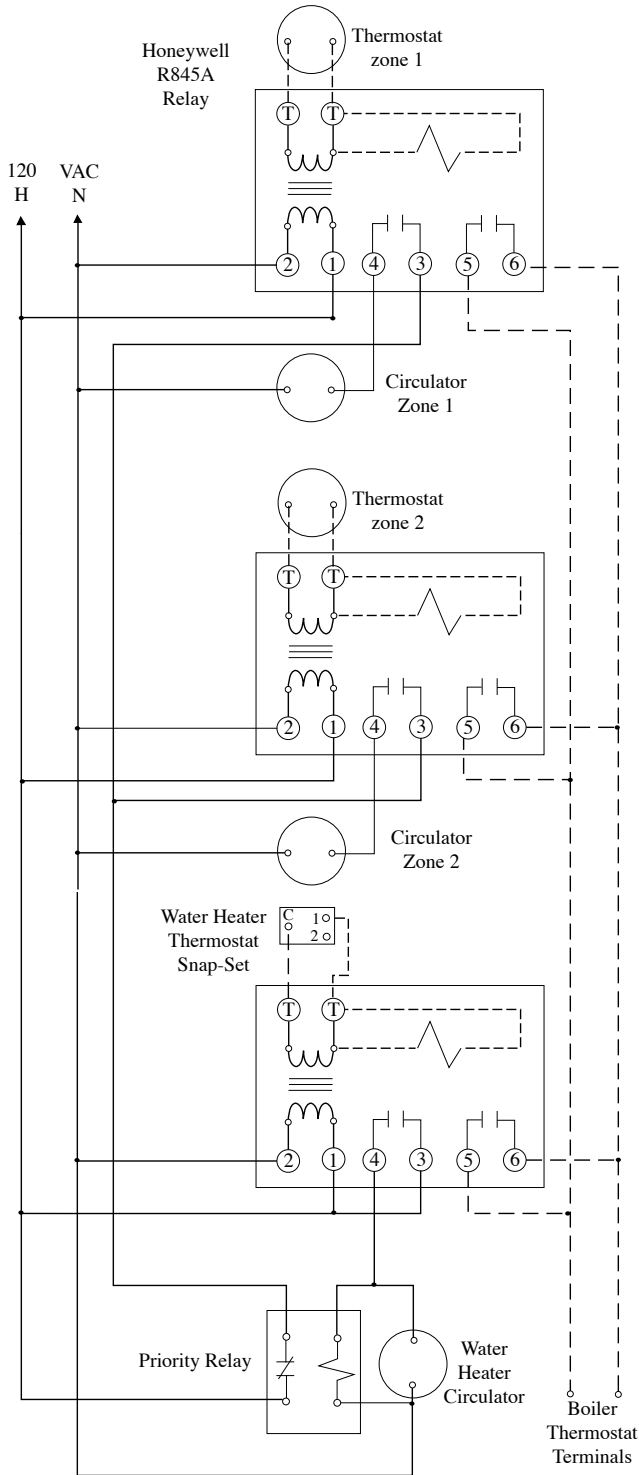 Honeywell
R845A
Relay
Thermostat
zone 1
T T
120 VAC
H N
2 1 4 3 5 6
Circulator
Zone 1
Thermostat
zone 2
T T
2 1 4 3 5 6
Circulator
Zone 2
Water Heater
Thermostat
Snap-Set
C 1
2
T T
2 1 4 3 5 6
Priority Relay
Water
Heater
Circulator
Boiler
Thermostat
Terminals